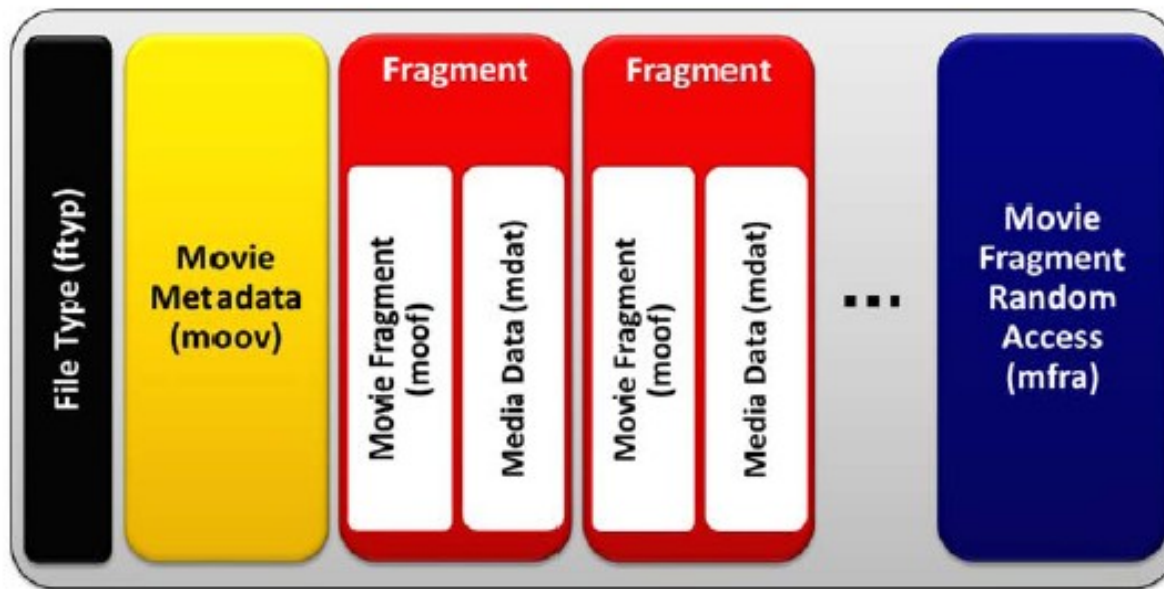 File Type (ftyp)
Movie
Metadata
(moov)
Fragment
Movie Fragment
(moof)
Media Data (mdat)
Fragment
Movie Fragment
(moof)
Media Data (mdat)
...
Movie
Fragment
Random
Access
(mfra)